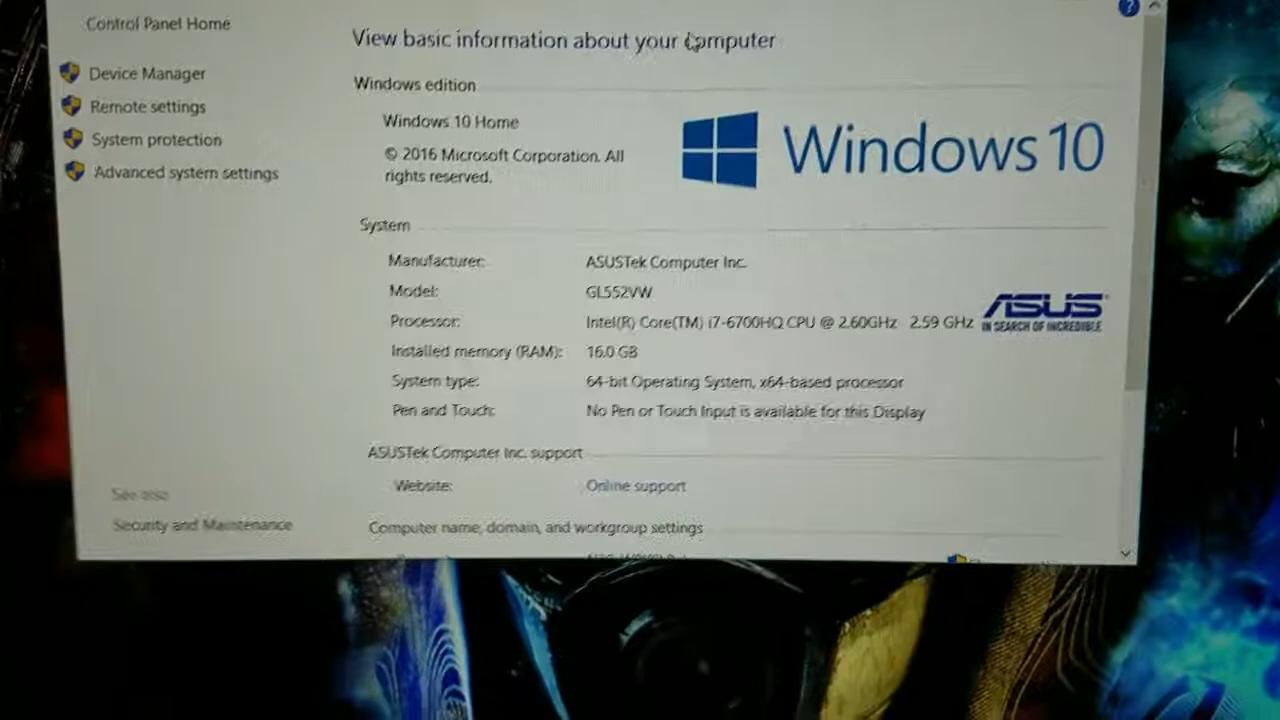 Control Panel Home
Device Manager
Remote settings
System protection
Advanced system settings
See also
Security and Maintenance
View basic information about your computer
Windows edition
Windows 10 Home
© 2016 Microsoft Corporation. All
rights reserved.
Windows 10
System
Manufacturer: ASUSTek Computer Inc.
Model: GL552VW
Processor: Intel(R) Core(TM) i7-6700HQ CPU @ 2.60GHz 2.59 GHz
ASUS
IN SEARCH OF INCREDIBLE
Installed memory (RAM): 16.0 GB
System type: 64-bit Operating System, x64-based processor
Pen and Touch: No Pen or Touch Input is available for this Display
ASUSTek Computer Inc. support
Website: Online support
Computer name, domain, and workgroup settings